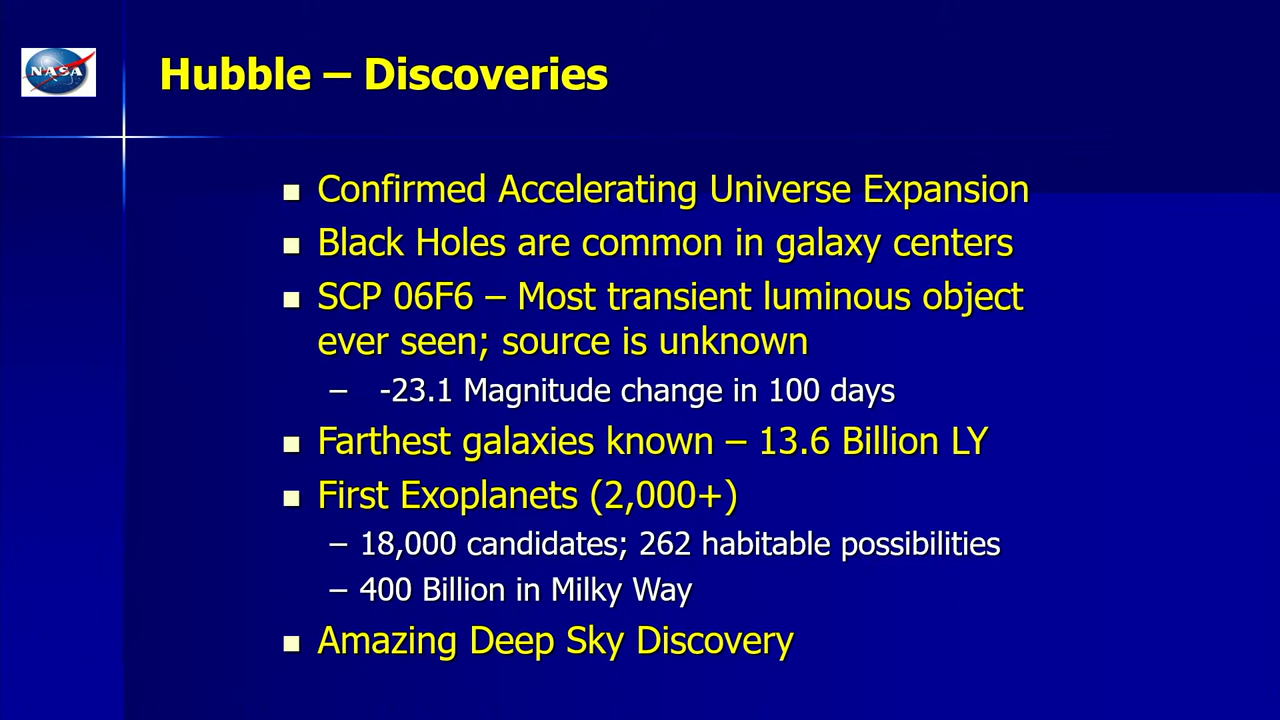 NASA
Hubble – Discoveries
■ Confirmed Accelerating Universe Expansion
■ Black Holes are common in galaxy centers
■ SCP 06F6 – Most transient luminous object
ever seen; source is unknown
– -23.1 Magnitude change in 100 days
■ Farthest galaxies known – 13.6 Billion LY
■ First Exoplanets (2,000+)
– 18,000 candidates; 262 habitable possibilities
– 400 Billion in Milky Way
■ Amazing Deep Sky Discovery